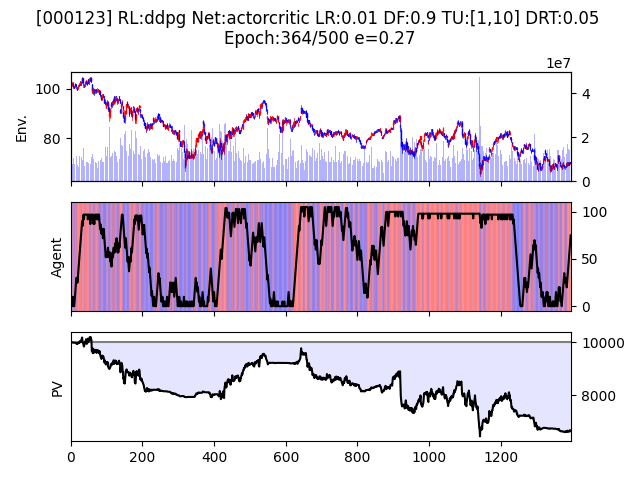 [000123] RL:ddpg Net:actorcritic LR:0.01 DF:0.9 TU:[1,10] DRT:0.05
Epoch:364/500 e=0.27
1e7
Env.
100
80
4
2
0
Agent
100
50
0
PV
10000
8000
0 200 400 600 800 1000 1200